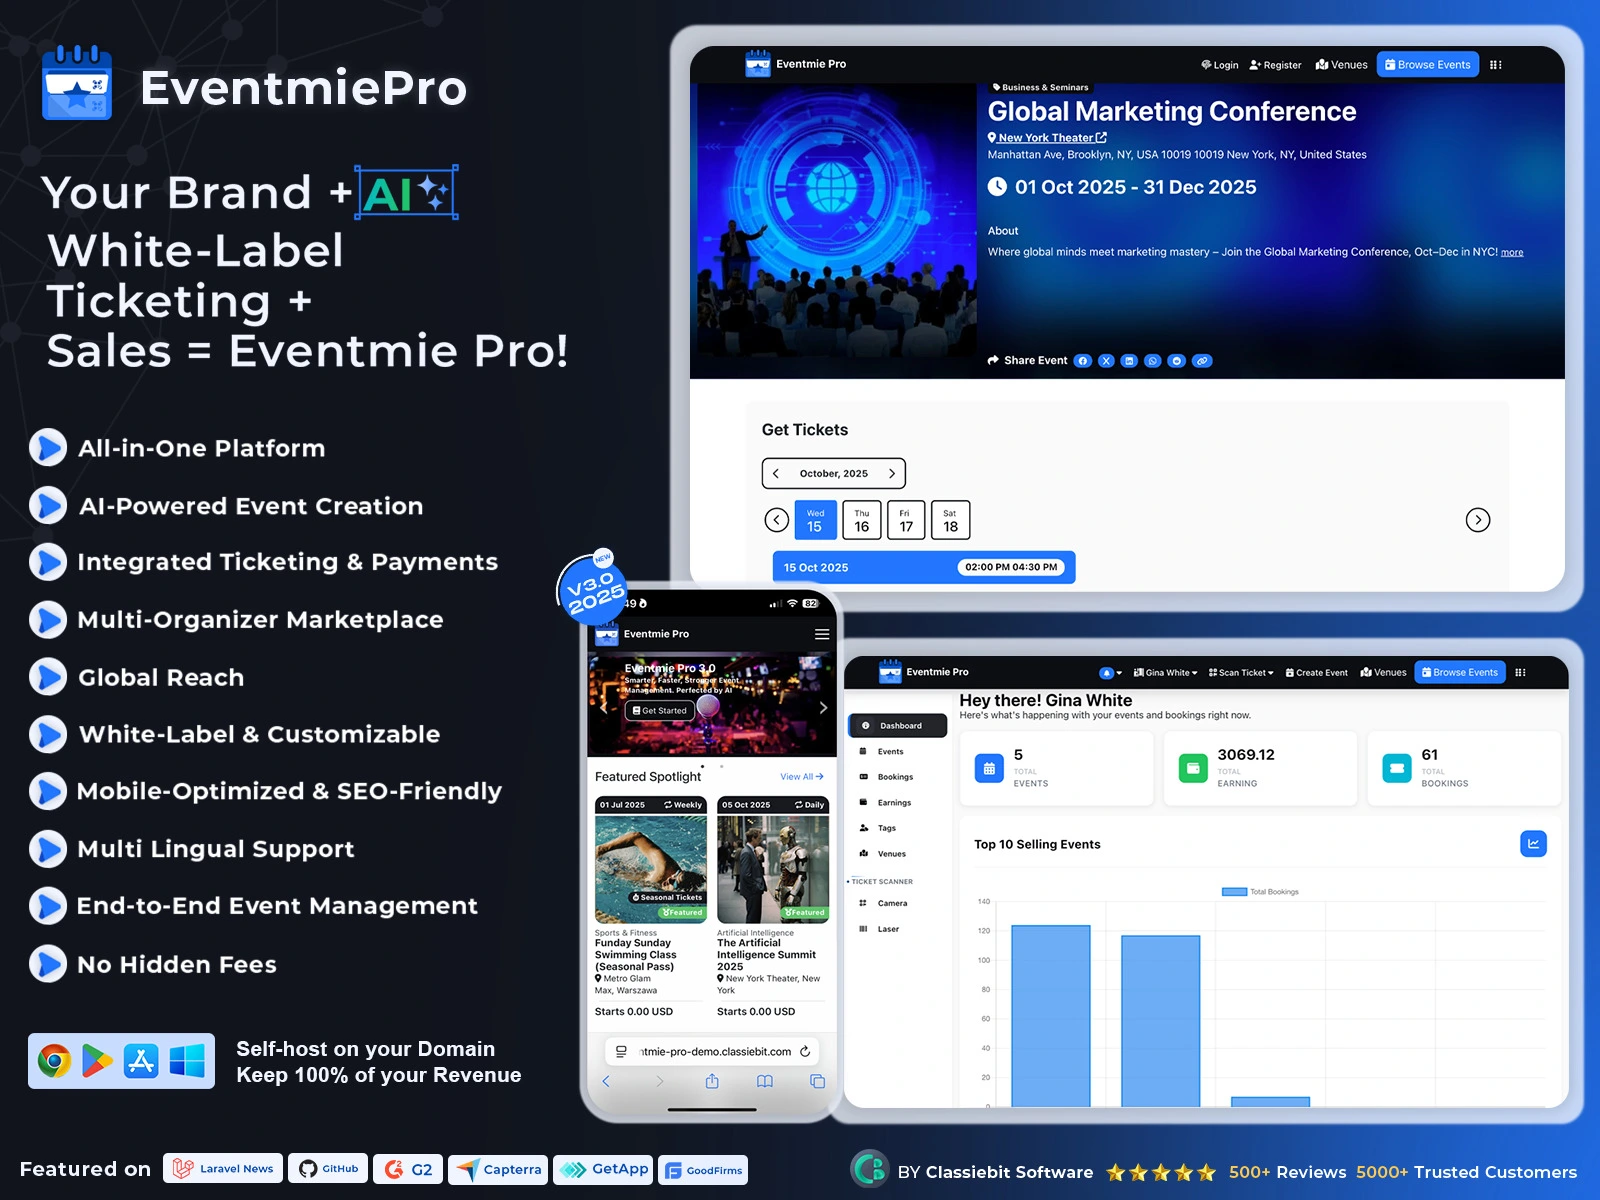 EventmiePro
Your Brand + AI
White-Label
Ticketing +
Sales = Eventmie Pro!
All-in-One Platform
AI-Powered Event Creation
Integrated Ticketing & Payments
Multi-Organizer Marketplace
Global Reach
White-Label & Customizable
Mobile-Optimized & SEO-Friendly
Multi Lingual Support
End-to-End Event Management
No Hidden Fees
Self-host on your Domain
Keep 100% of your Revenue
Featured on Laravel News GitHub G2 Capterra GetApp GoodFirms
Eventmie Pro Login Register Venues Browse Events
Business & Seminars
Global Marketing Conference
New York Theater
Manhattan Ave, Brooklyn, NY, USA 10019 10019 New York, NY, United States
01 Oct 2025 - 31 Dec 2025
About
Where global minds meet marketing mastery – Join the Global Marketing Conference, Oct–Dec in NYC! more
Share Event
Get Tickets
October, 2025
Wed Thu Fri Sat
15 16 17 18
15 Oct 2025 02:00 PM 04:30 PM
NEW
V3.0
2025
49 82
Eventmie Pro
Eventmie Pro 3.0
Smarter, Faster, Stronger Event
Management. Perfected by AI
Get Started
Featured Spotlight View All
01 Jul 2025 Weekly
Seasonal Tickets
Featured
Sports & Fitness
Funday Sunday
Swimming Class
(Seasonal Pass)
Metro Glam
Max, Warszawa
Starts 0.00 USD
05 Oct 2025 Daily
Featured
Artificial Intelligence
The Artificial
Intelligence Summit
2025
New York Theater, New
York
Starts 0.00 USD
ntmie-pro-demo.classiebit.com
Eventmie Pro Gina White Scan Ticket Create Event Venues Browse Events
Dashboard
Events
Bookings
Earnings
Tags
Venues
TICKET SCANNER
Camera
Laser
Hey there! Gina White
Here's what's happening with your events and bookings right now.
5
TOTAL
EVENTS
3069.12
TOTAL
EARNING
61
TOTAL
BOOKINGS
Top 10 Selling Events
Total Bookings
140
120
100
80
60
40
20
0
BY Classiebit Software 500+ Reviews 5000+ Trusted Customers